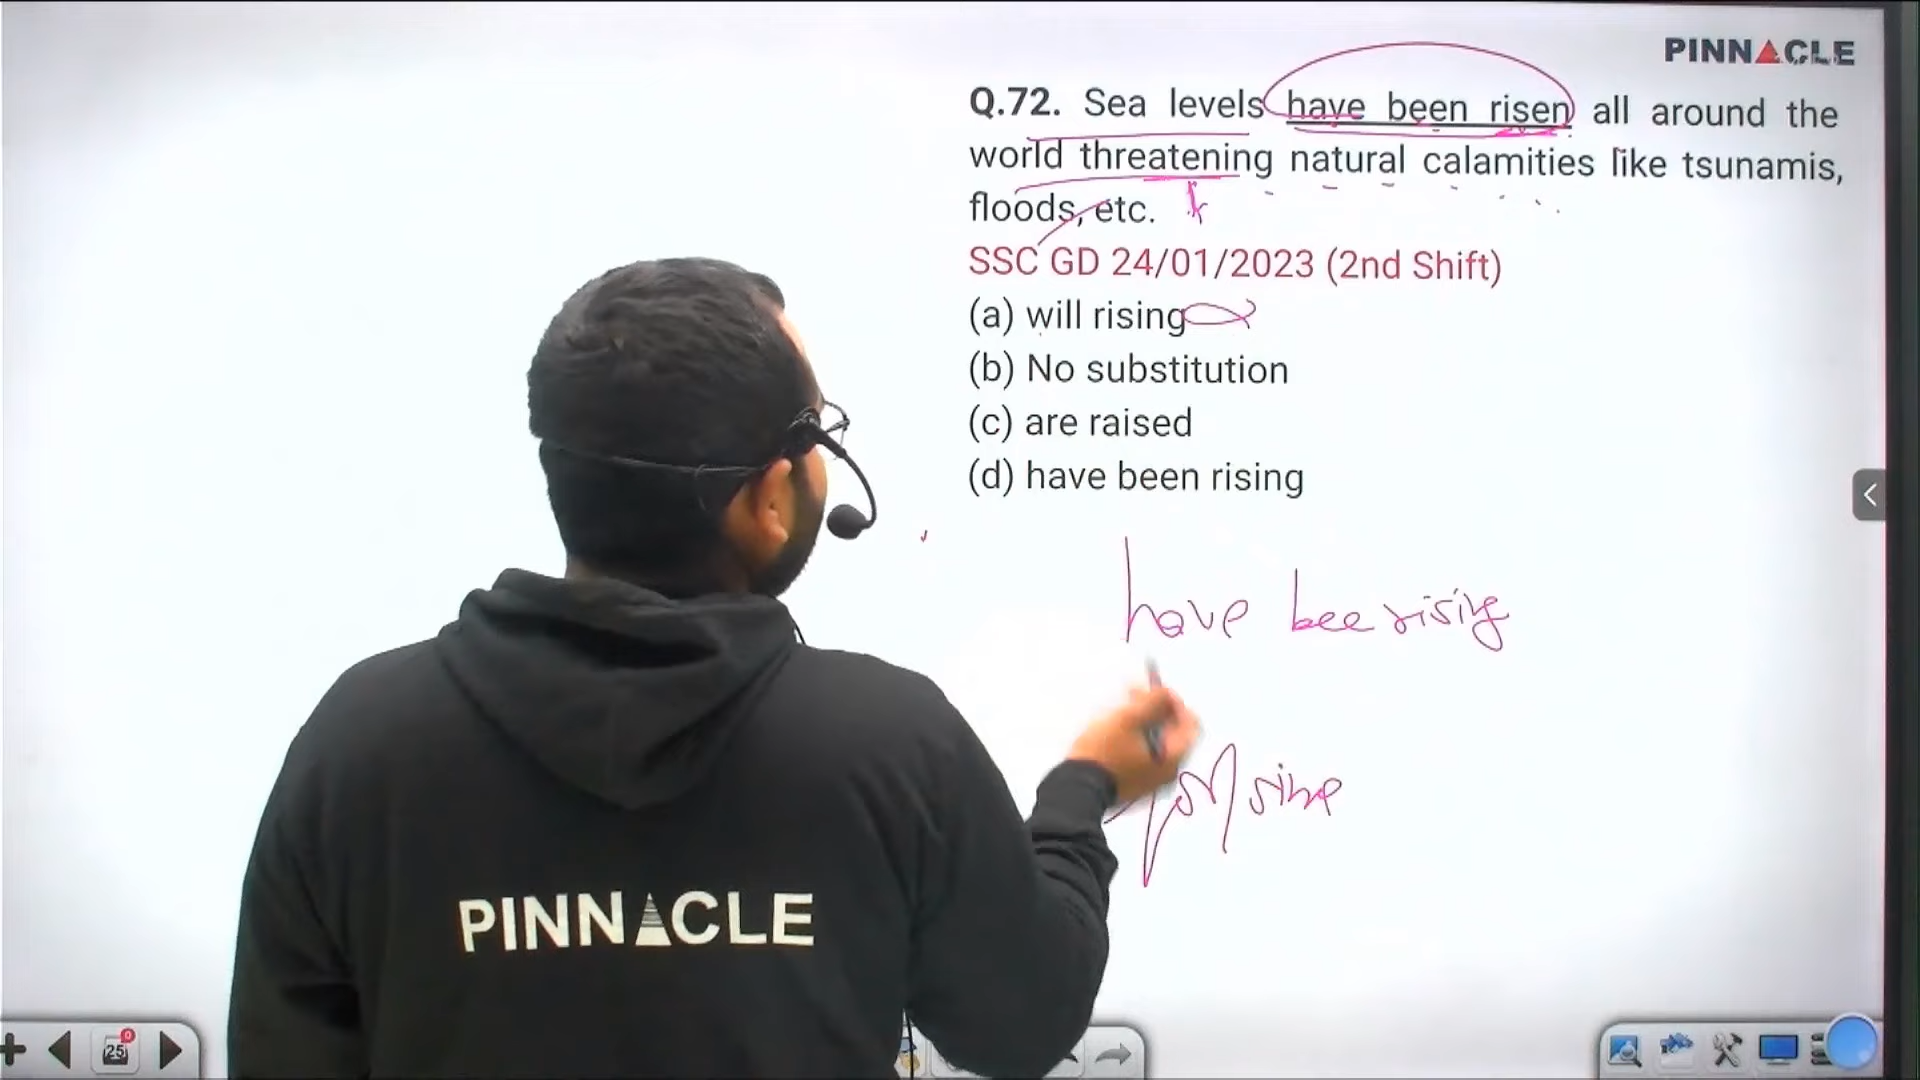 PINNACLE
Q.72. Sea levels have been risen all around the
world threatening natural calamities like tsunamis,
floods, etc.
SSC GD 24/01/2023 (2nd Shift)
(a) will rising
(b) No substitution
(c) are raised
(d) have been rising
have bee rising
PINNACLE
25
0